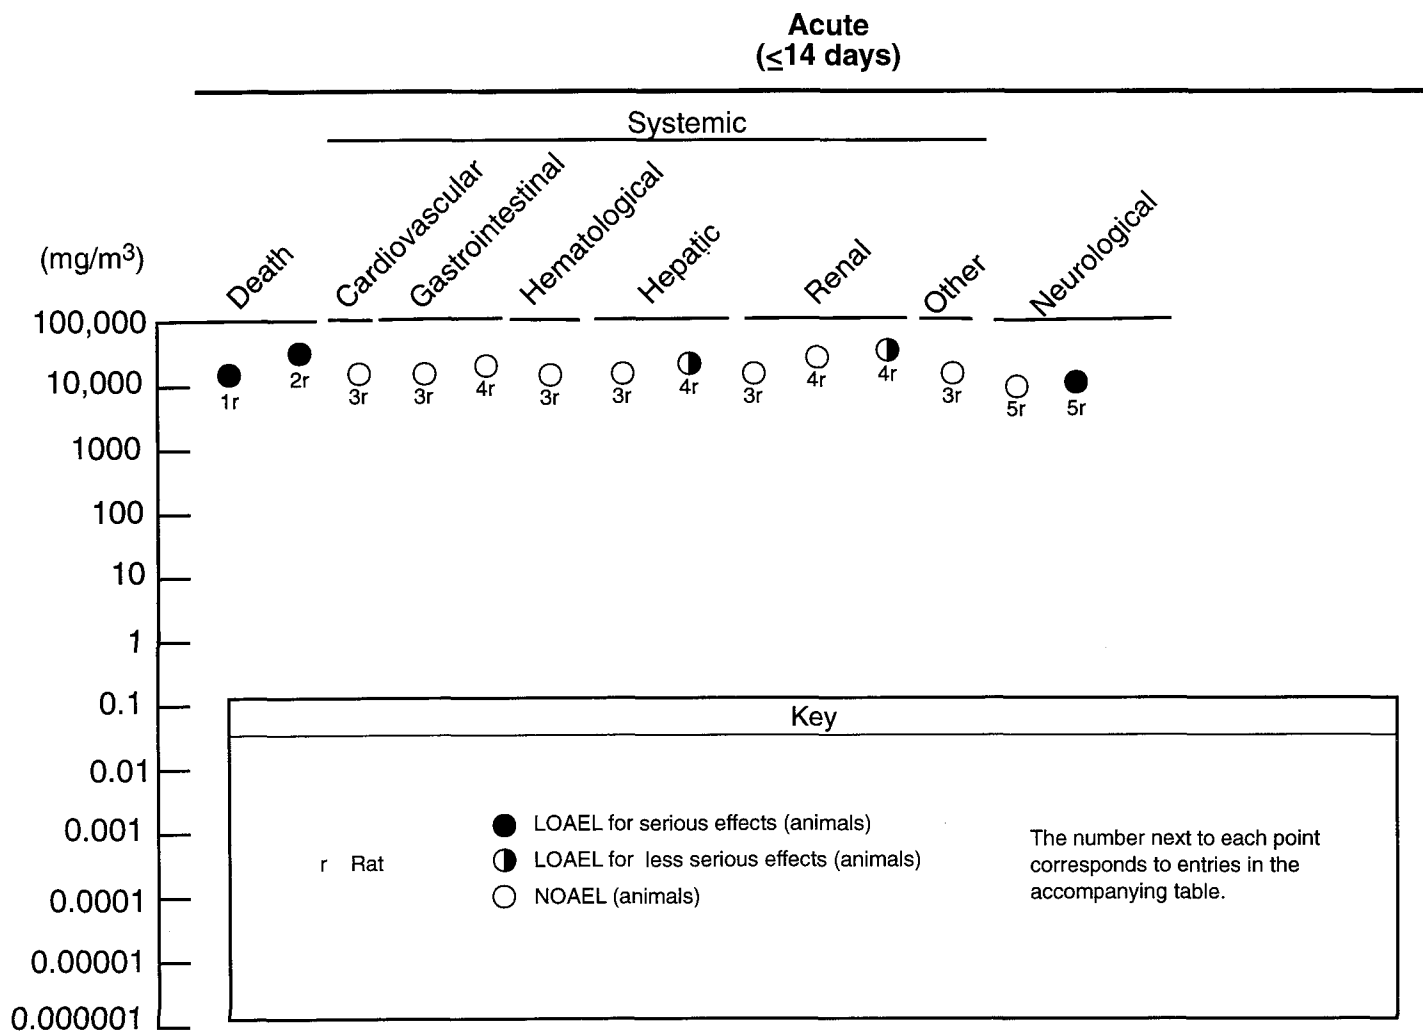 Acute
(≤14 days)
Systemic
(mg/m³)
Death
Cardiovascular
Gastrointestinal
Hematological
Hepatic
Renal
Other
Neurological
100,000
10,000
1000
100
10
1
0.1
0.01
0.001
0.0001
0.00001
0.000001
1r 2r 3r 3r 4r 3r 3r 4r 3r 4r 4r 3r 5r 5r
Key
r Rat
LOAEL for serious effects (animals)
LOAEL for less serious effects (animals)
NOAEL (animals)
The number next to each point
corresponds to entries in the
accompanying table.